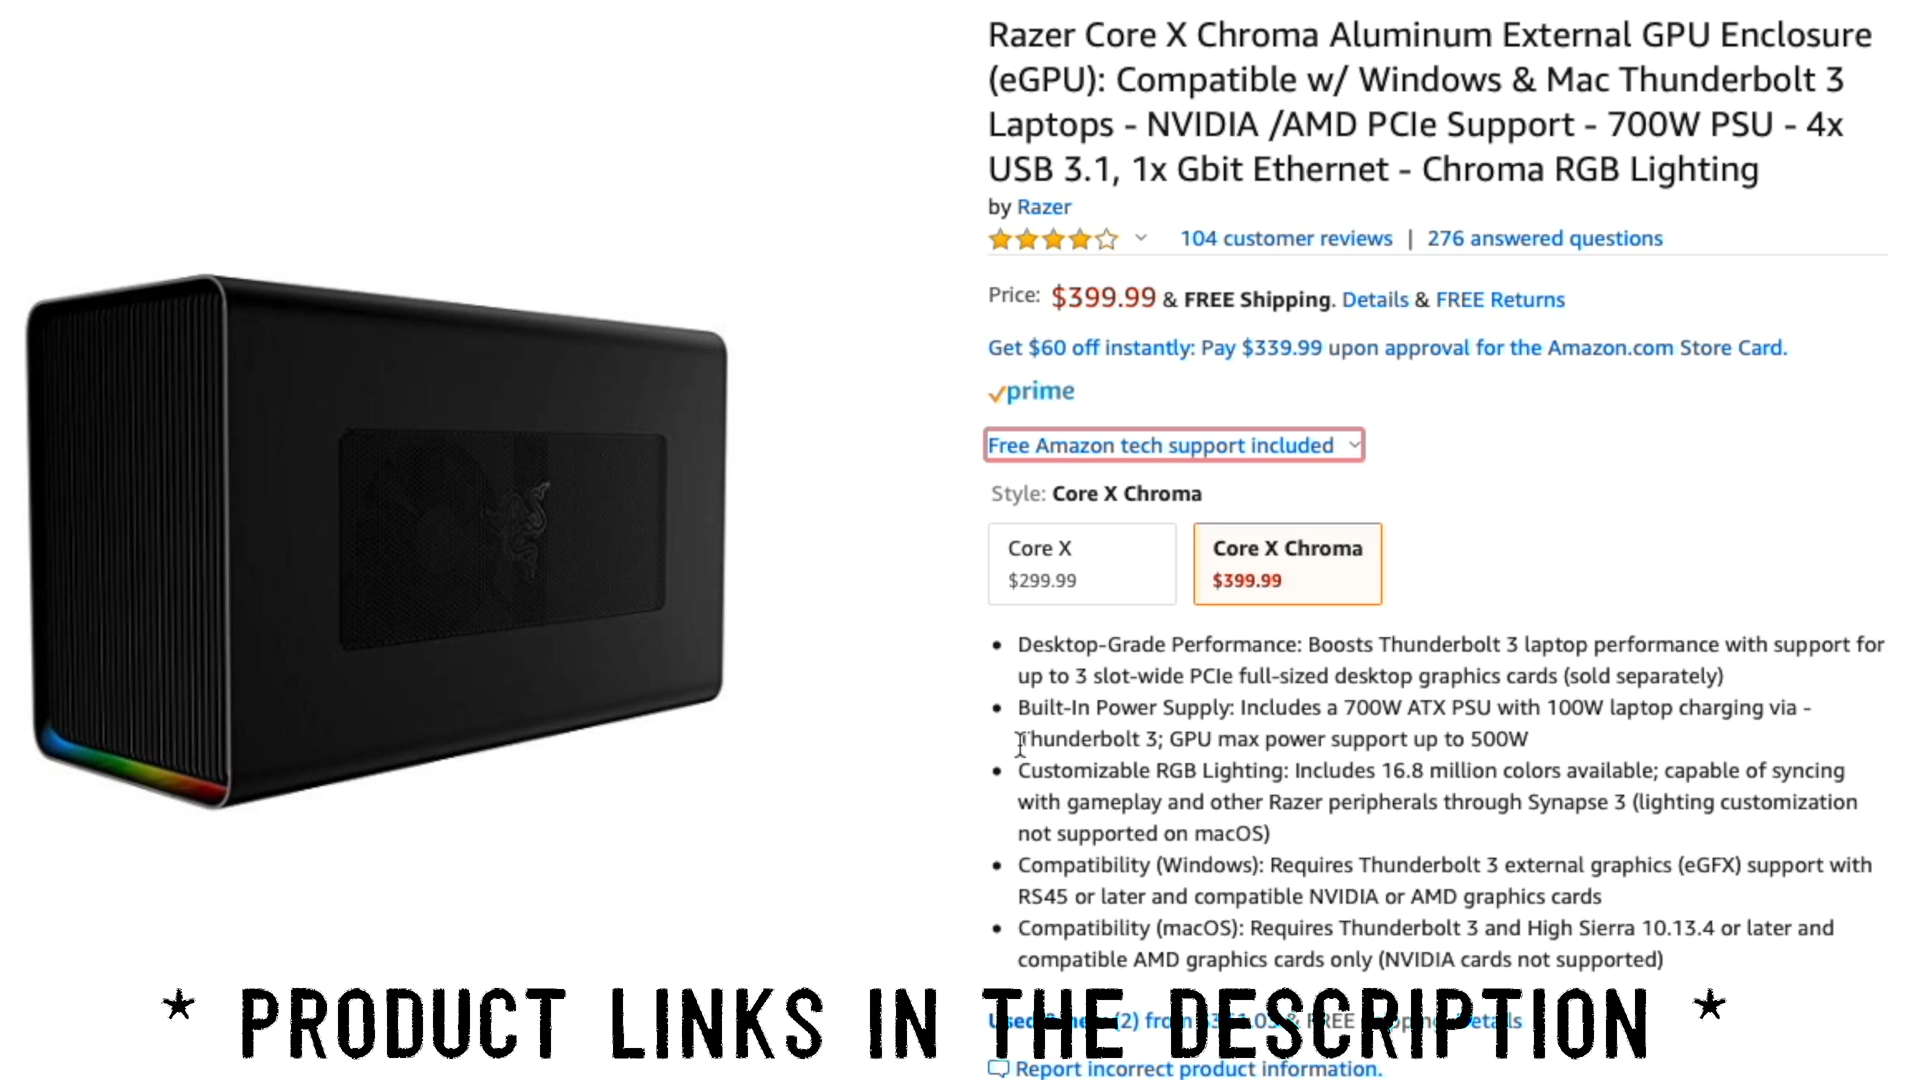 Razer Core X Chroma Aluminum External GPU Enclosure
(eGPU): Compatible w/ Windows & Mac Thunderbolt 3
Laptops - NVIDIA /AMD PCIe Support - 700W PSU - 4x
USB 3.1, 1x Gbit Ethernet - Chroma RGB Lighting
by Razer
104 customer reviews | 276 answered questions
Price: $399.99 & FREE Shipping. Details & FREE Returns
Get $60 off instantly: Pay $339.99 upon approval for the Amazon.com Store Card.
prime
Free Amazon tech support included
Style: Core X Chroma
Core X
$299.99
Core X Chroma
$399.99
• Desktop-Grade Performance: Boosts Thunderbolt 3 laptop performance with support for
up to 3 slot-wide PCIe full-sized desktop graphics cards (sold separately)
• Built-In Power Supply: Includes a 700W ATX PSU with 100W laptop charging via -
Thunderbolt 3; GPU max power support up to 500W
• Customizable RGB Lighting: Includes 16.8 million colors available; capable of syncing
with gameplay and other Razer peripherals through Synapse 3 (lighting customization
not supported on macOS)
• Compatibility (Windows): Requires Thunderbolt 3 external graphics (eGFX) support with
RS45 or later and compatible NVIDIA or AMD graphics cards
• Compatibility (macOS): Requires Thunderbolt 3 and High Sierra 10.13.4 or later and
compatible AMD graphics cards only (NVIDIA cards not supported)
* PRODUCT LINKS IN THE DESCRIPTION *
(2) from & Details
Report incorrect product information.